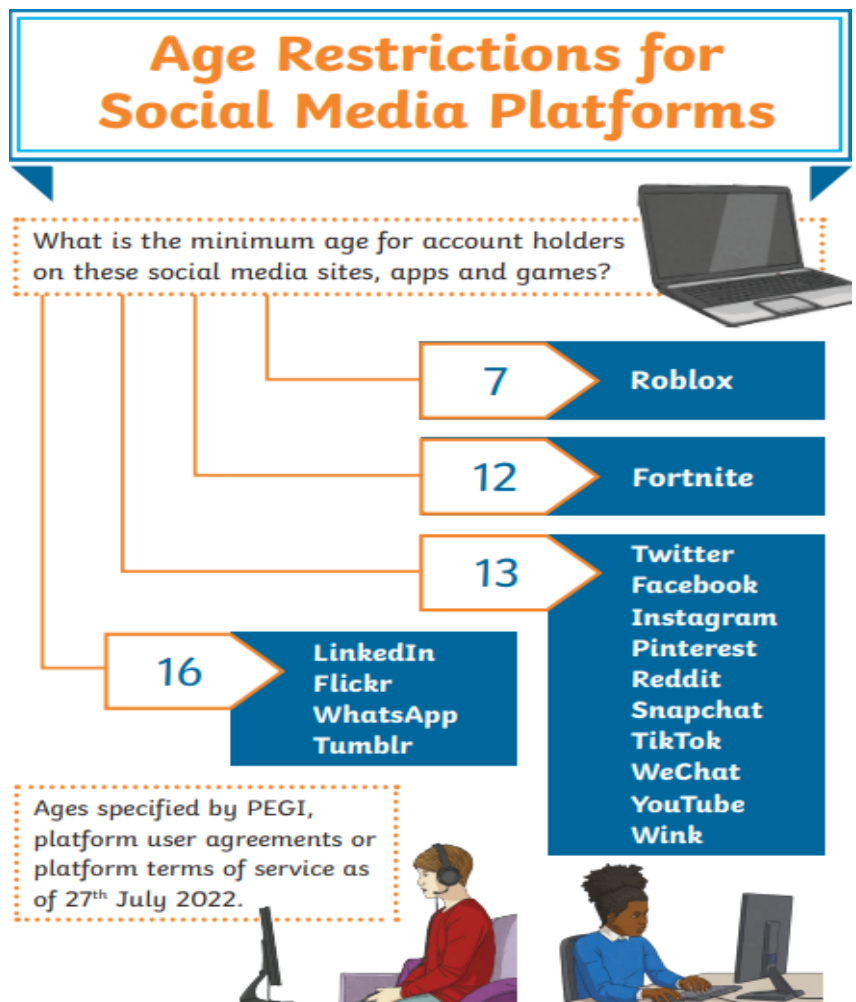 Age Restrictions for
Social Media Platforms
What is the minimum age for account holders
on these social media sites, apps and games?
7
Roblox
12
Fortnite
13
Twitter
Facebook
Instagram
Pinterest
Reddit
Snapchat
TikTok
WeChat
YouTube
Wink
16
LinkedIn
Flickr
WhatsApp
Tumblr
Ages specified by PEGI,
platform user agreements or
platform terms of service as
of 27th July 2022.